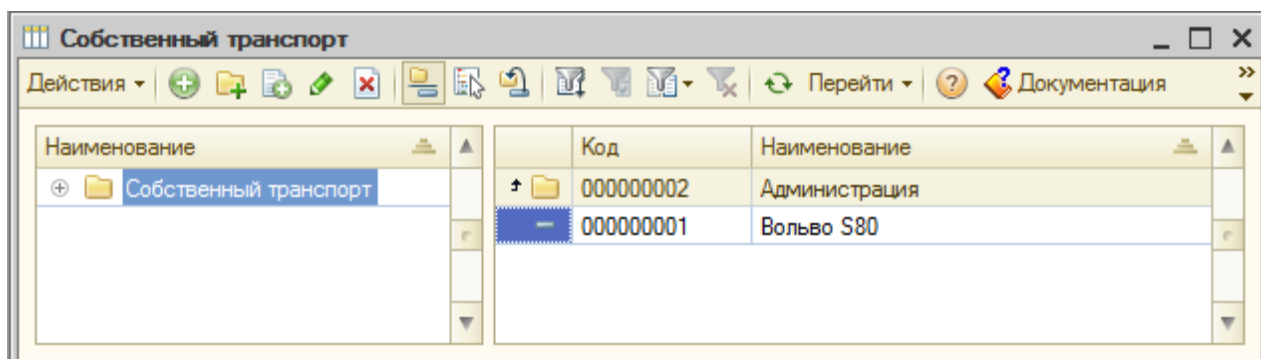 Собственный транспорт
Действия Перейти Документация
Наименование Код Наименование
Собственный транспорт 000000002 Администрация
000000001 Вольво S80